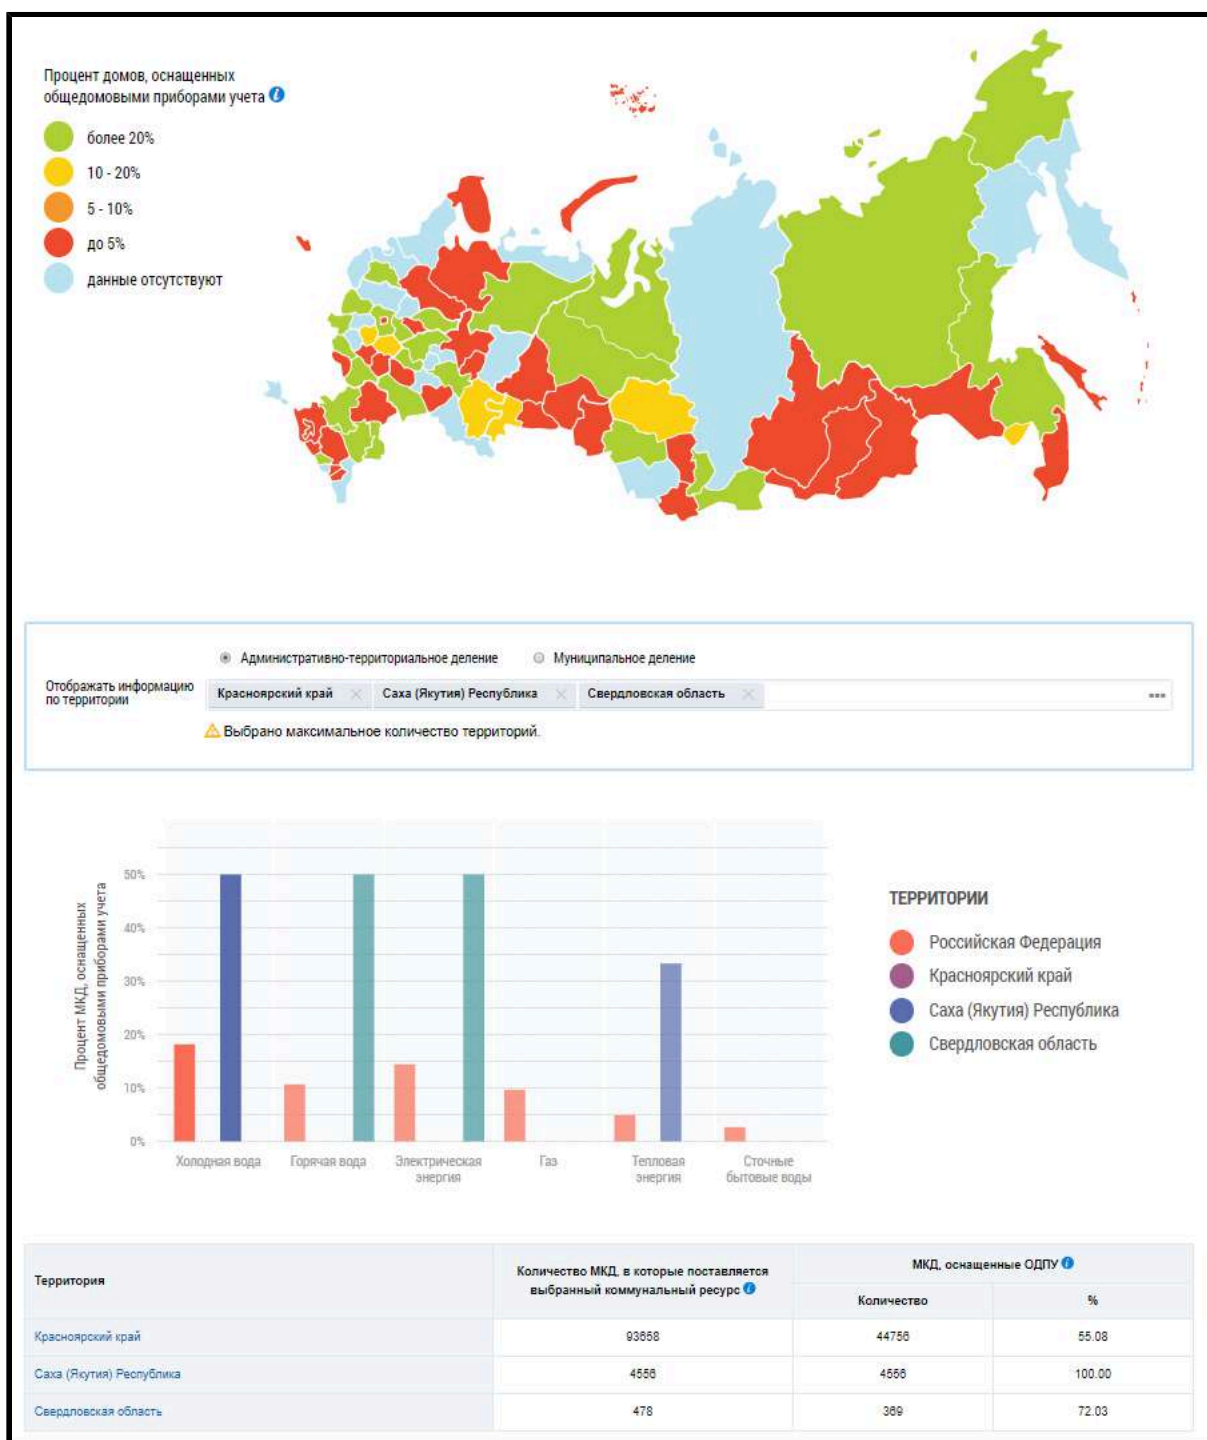 Процент домов, оснащенных
общедомовыми приборами учета
более 20%
10 - 20%
5 - 10%
до 5%
данные отсутствуют
Административно-территориальное деление
Муниципальное деление
Отображать информацию
по территории
Красноярский край
Саха (Якутия) Республика
Свердловская область
Выбрано максимальное количество территорий.
Процент МКД, оснащенных
общедомовыми приборами учета
50%
40%
30%
20%
10%
0%
Холодная вода
Горячая вода
Электрическая
энергия
Газ
Тепловая
энергия
Сточные
бытовые воды
ТЕРРИТОРИИ
Российская Федерация
Красноярский край
Саха (Якутия) Республика
Свердловская область
Территория
Количество МКД, в которые поставляется
выбранный коммунальный ресурс
МКД, оснащенные ОДПУ
Количество
%
Красноярский край 93658 44756 55.08
Саха (Якутия) Республика 4556 4556 100.00
Свердловская область 478 369 72.03